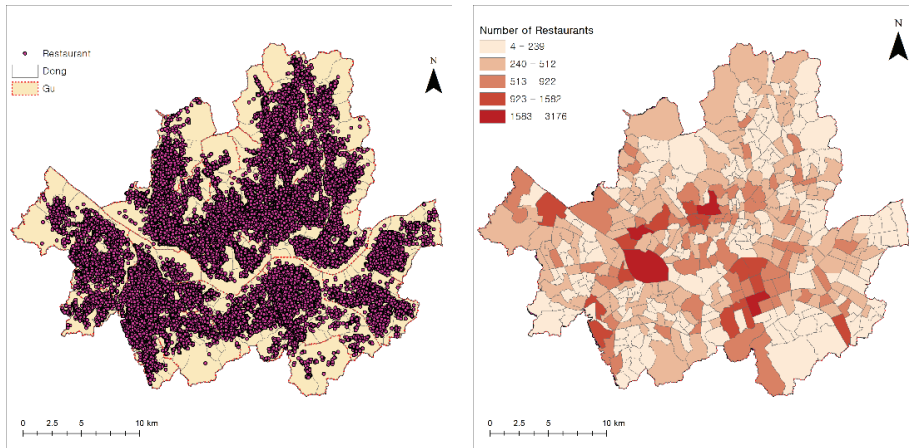 Restaurant
Dong
Gu
N
0 2.5 5 10 km
Number of Restaurants
4 - 239
240 - 512
513 - 922
923 - 1582
1583 - 3176
N
0 2.5 5 10 km